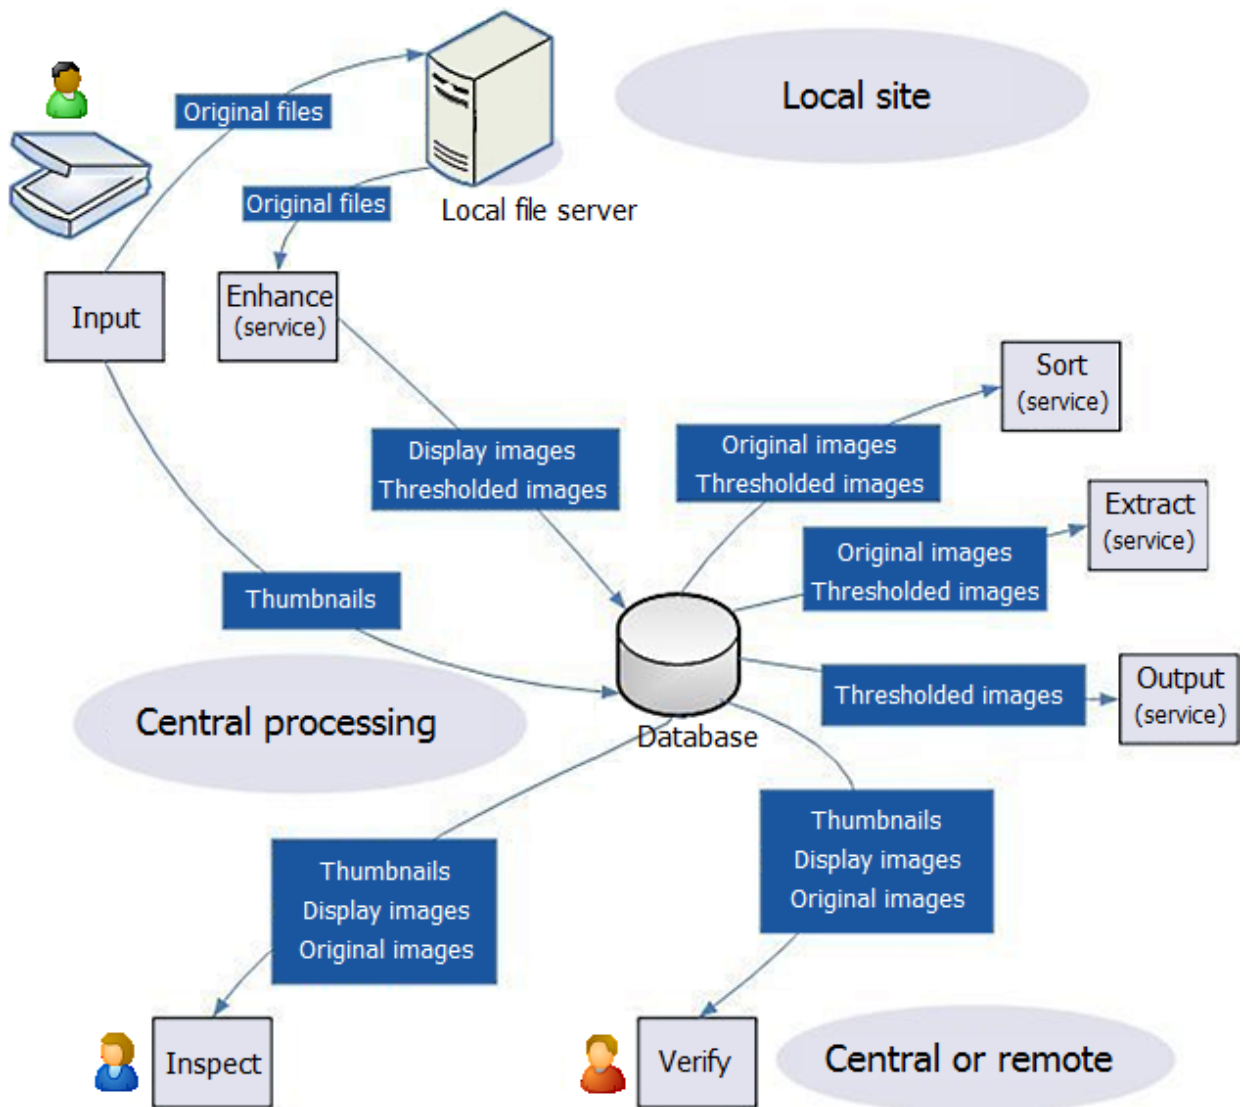 Local site
Original files
Original files
Local file server
Input
Enhance
(service)
Sort
(service)
Display images
Thresholded images
Original images
Thresholded images
Extract
(service)
Original images
Thresholded images
Thumbnails
Output
(service)
Thresholded images
Central processing
Database
Thumbnails
Display images
Original images
Thumbnails
Display images
Original images
Inspect
Verify
Central or remote